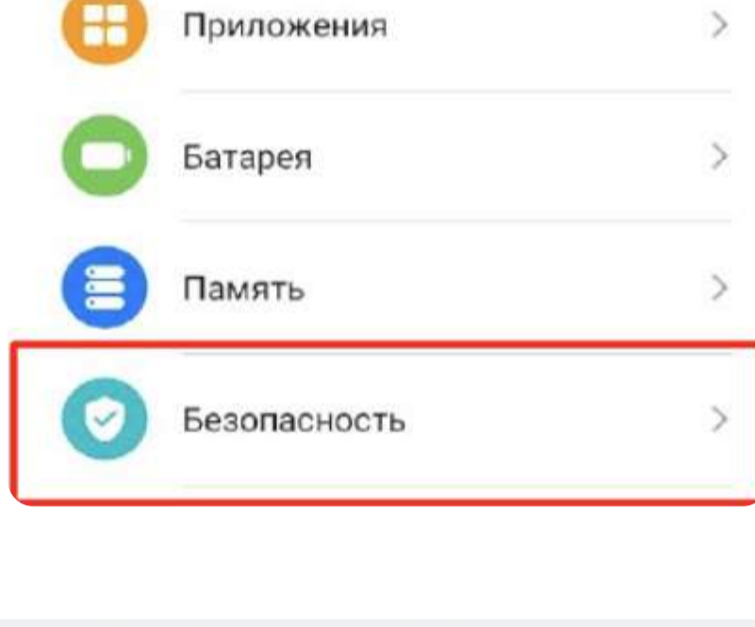 Приложения
Батарея
Память
Безопасность